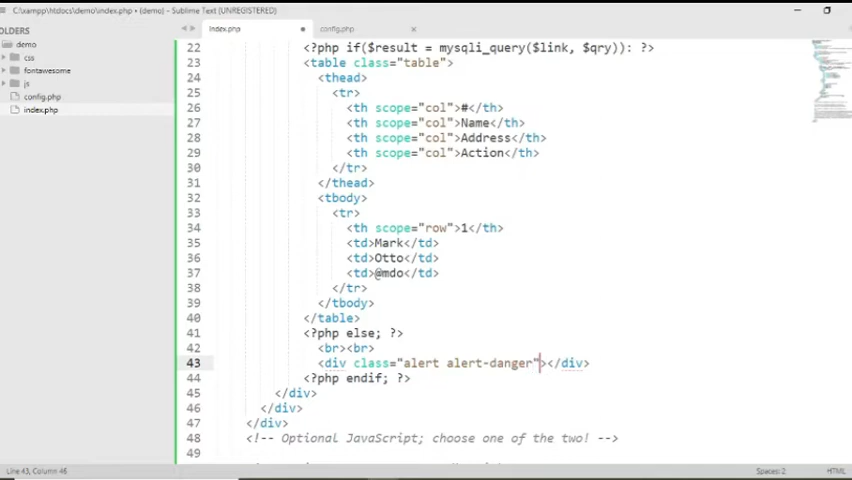 C:\xampp\htdocs\demo\index.php • (demo) - Sublime Text (UNREGISTERED)
index.php
config.php
OLDERS
demo
css
fontawesome
js
config.php
index.php
22 <?php if($result = mysqli_query($link, $qry)): ?>
23 <table class="table">
24 <thead>
25 <tr>
26 <th scope="col">#</th>
27 <th scope="col">Name</th>
28 <th scope="col">Address</th>
29 <th scope="col">Action</th>
30 </tr>
31 </thead>
32 <tbody>
33 <tr>
34 <th scope="row">1</th>
35 <td>Mark</td>
36 <td>Otto</td>
37 <td>@mdo</td>
38 </tr>
39 </tbody>
40 </table>
41 <?php else; ?>
42 <br><br>
43 <div class="alert alert-danger"></div>
44 <?php endif; ?>
45 </div>
46 </div>
47 </div>
48 <!-- Optional JavaScript; choose one of the two! -->
49
Line 43, Column 46
Spaces: 2
HTML